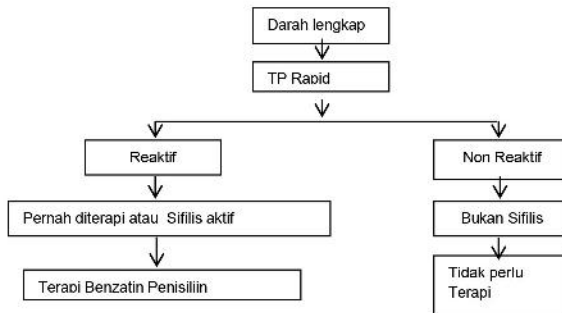 Darah lengkap
TP Rapid
Reaktif
Non Reaktif
Pernah diterapi atau Sifilis aktif
Bukan Sifilis
Terapi Benzatin Penisiliin
Tidak perlu
Terapi